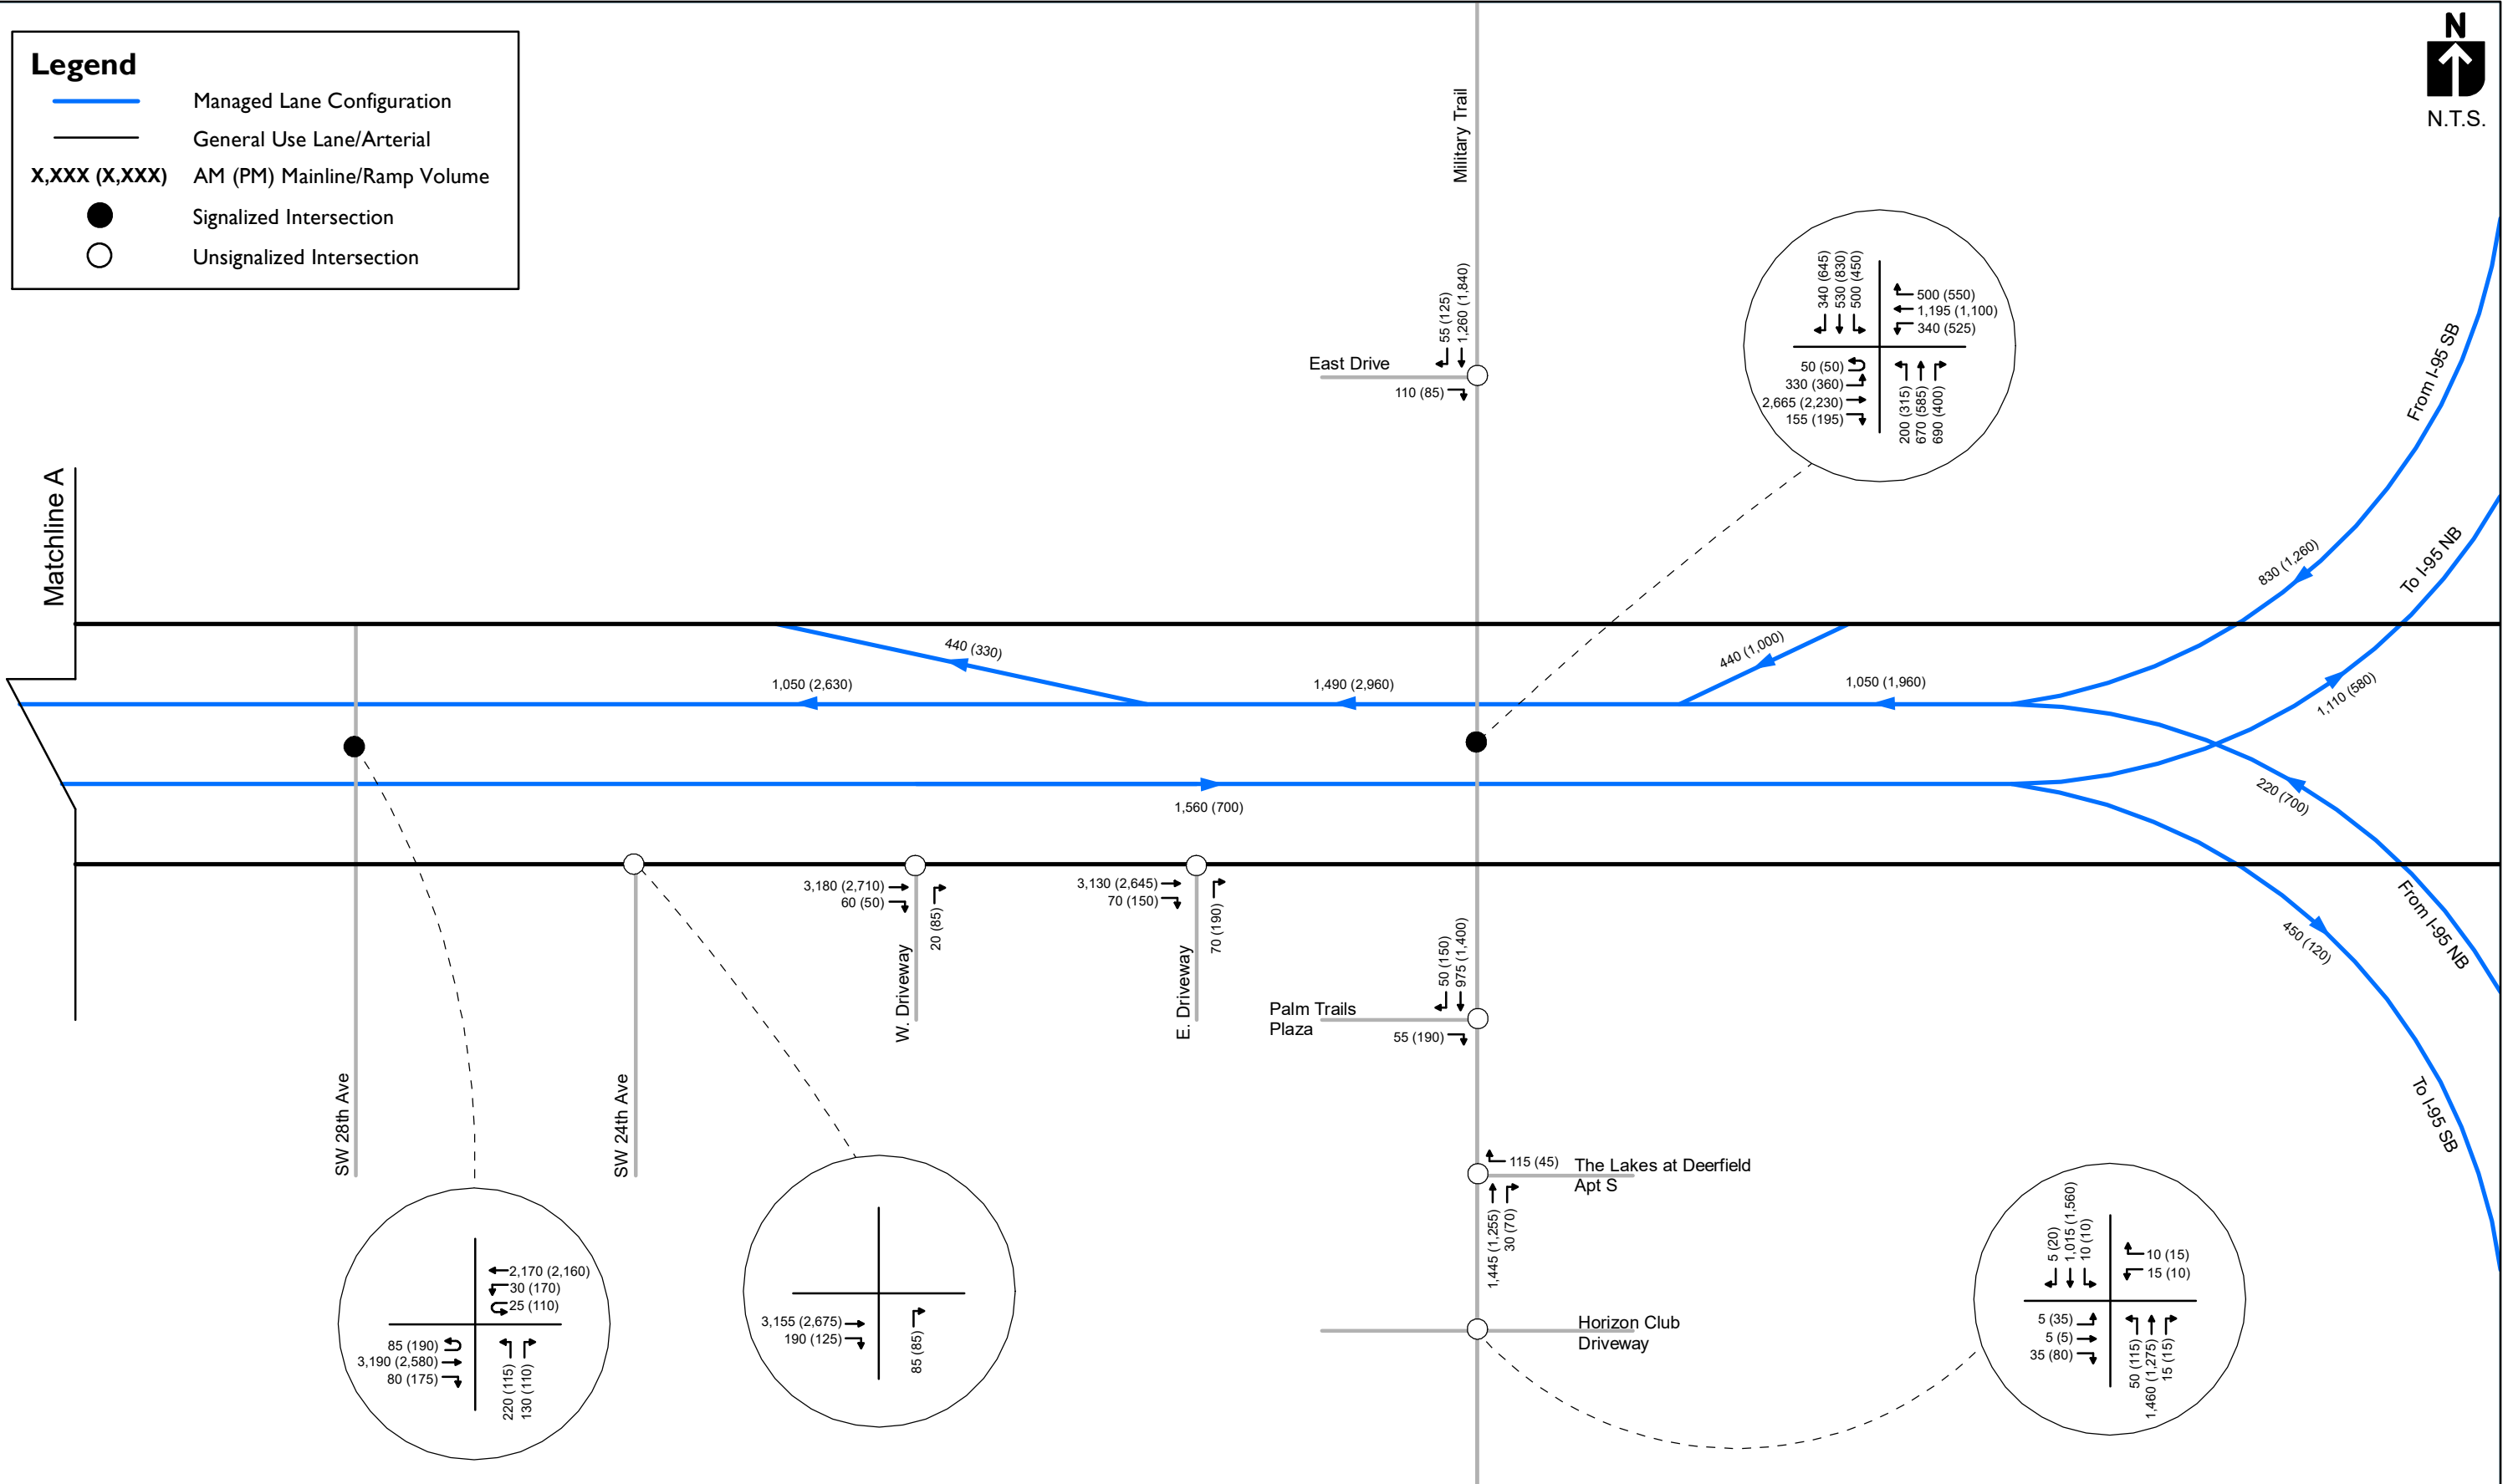 Legend
Managed Lane Configuration
General Use Lane/Arterial
X,XXX (X,XXX) AM (PM) Mainline/Ramp Volume
Signalized Intersection
Unsignalized Intersection
N
N.T.S.
Military Trail
55 (125)
1,260 (1,840)
East Drive
110 (85)
340 (645)
530 (830)
500 (450)
500 (550)
1,195 (1,100)
340 (525)
50 (50)
330 (360)
2,665 (2,230)
155 (195)
200 (315)
670 (585)
690 (400)
From I-95 SB
To I-95 NB
830 (1,260)
1,110 (580)
Matchline A
440 (330)
440 (1,000)
1,050 (2,630)
1,490 (2,960)
1,050 (1,960)
1,560 (700)
220 (700)
450 (120)
From I-95 NB
To I-95 SB
3,180 (2,710)
60 (50)
20 (85)
W. Driveway
3,130 (2,645)
70 (150)
70 (190)
E. Driveway
50 (150)
975 (1,400)
Palm Trails
Plaza
55 (190)
SW 28th Ave
SW 24th Ave
115 (45)
The Lakes at Deerfield
Apt S
1,445 (1,255)
30 (70)
Horizon Club
Driveway
2,170 (2,160)
30 (170)
25 (110)
85 (190)
3,190 (2,580)
80 (175)
220 (115)
130 (110)
3,155 (2,675)
190 (125)
85 (85)
5 (20)
1,015 (1,560)
10 (10)
10 (15)
15 (10)
5 (35)
5 (5)
35 (80)
50 (115)
1,460 (1,275)
15 (15)